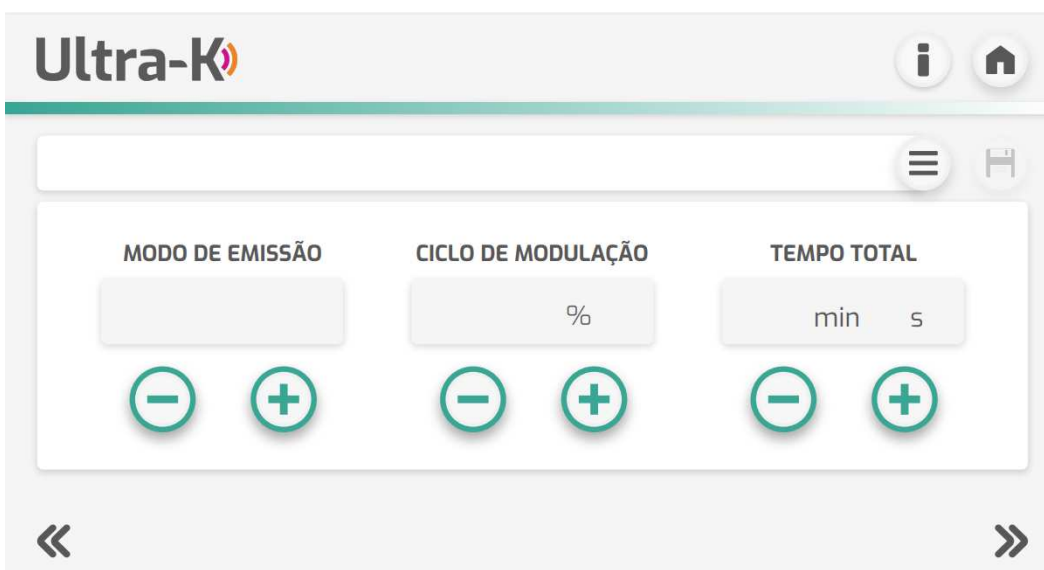 Ultra-K
MODO DE EMISSÃO
CICLO DE MODULAÇÃO
TEMPO TOTAL
%
min s